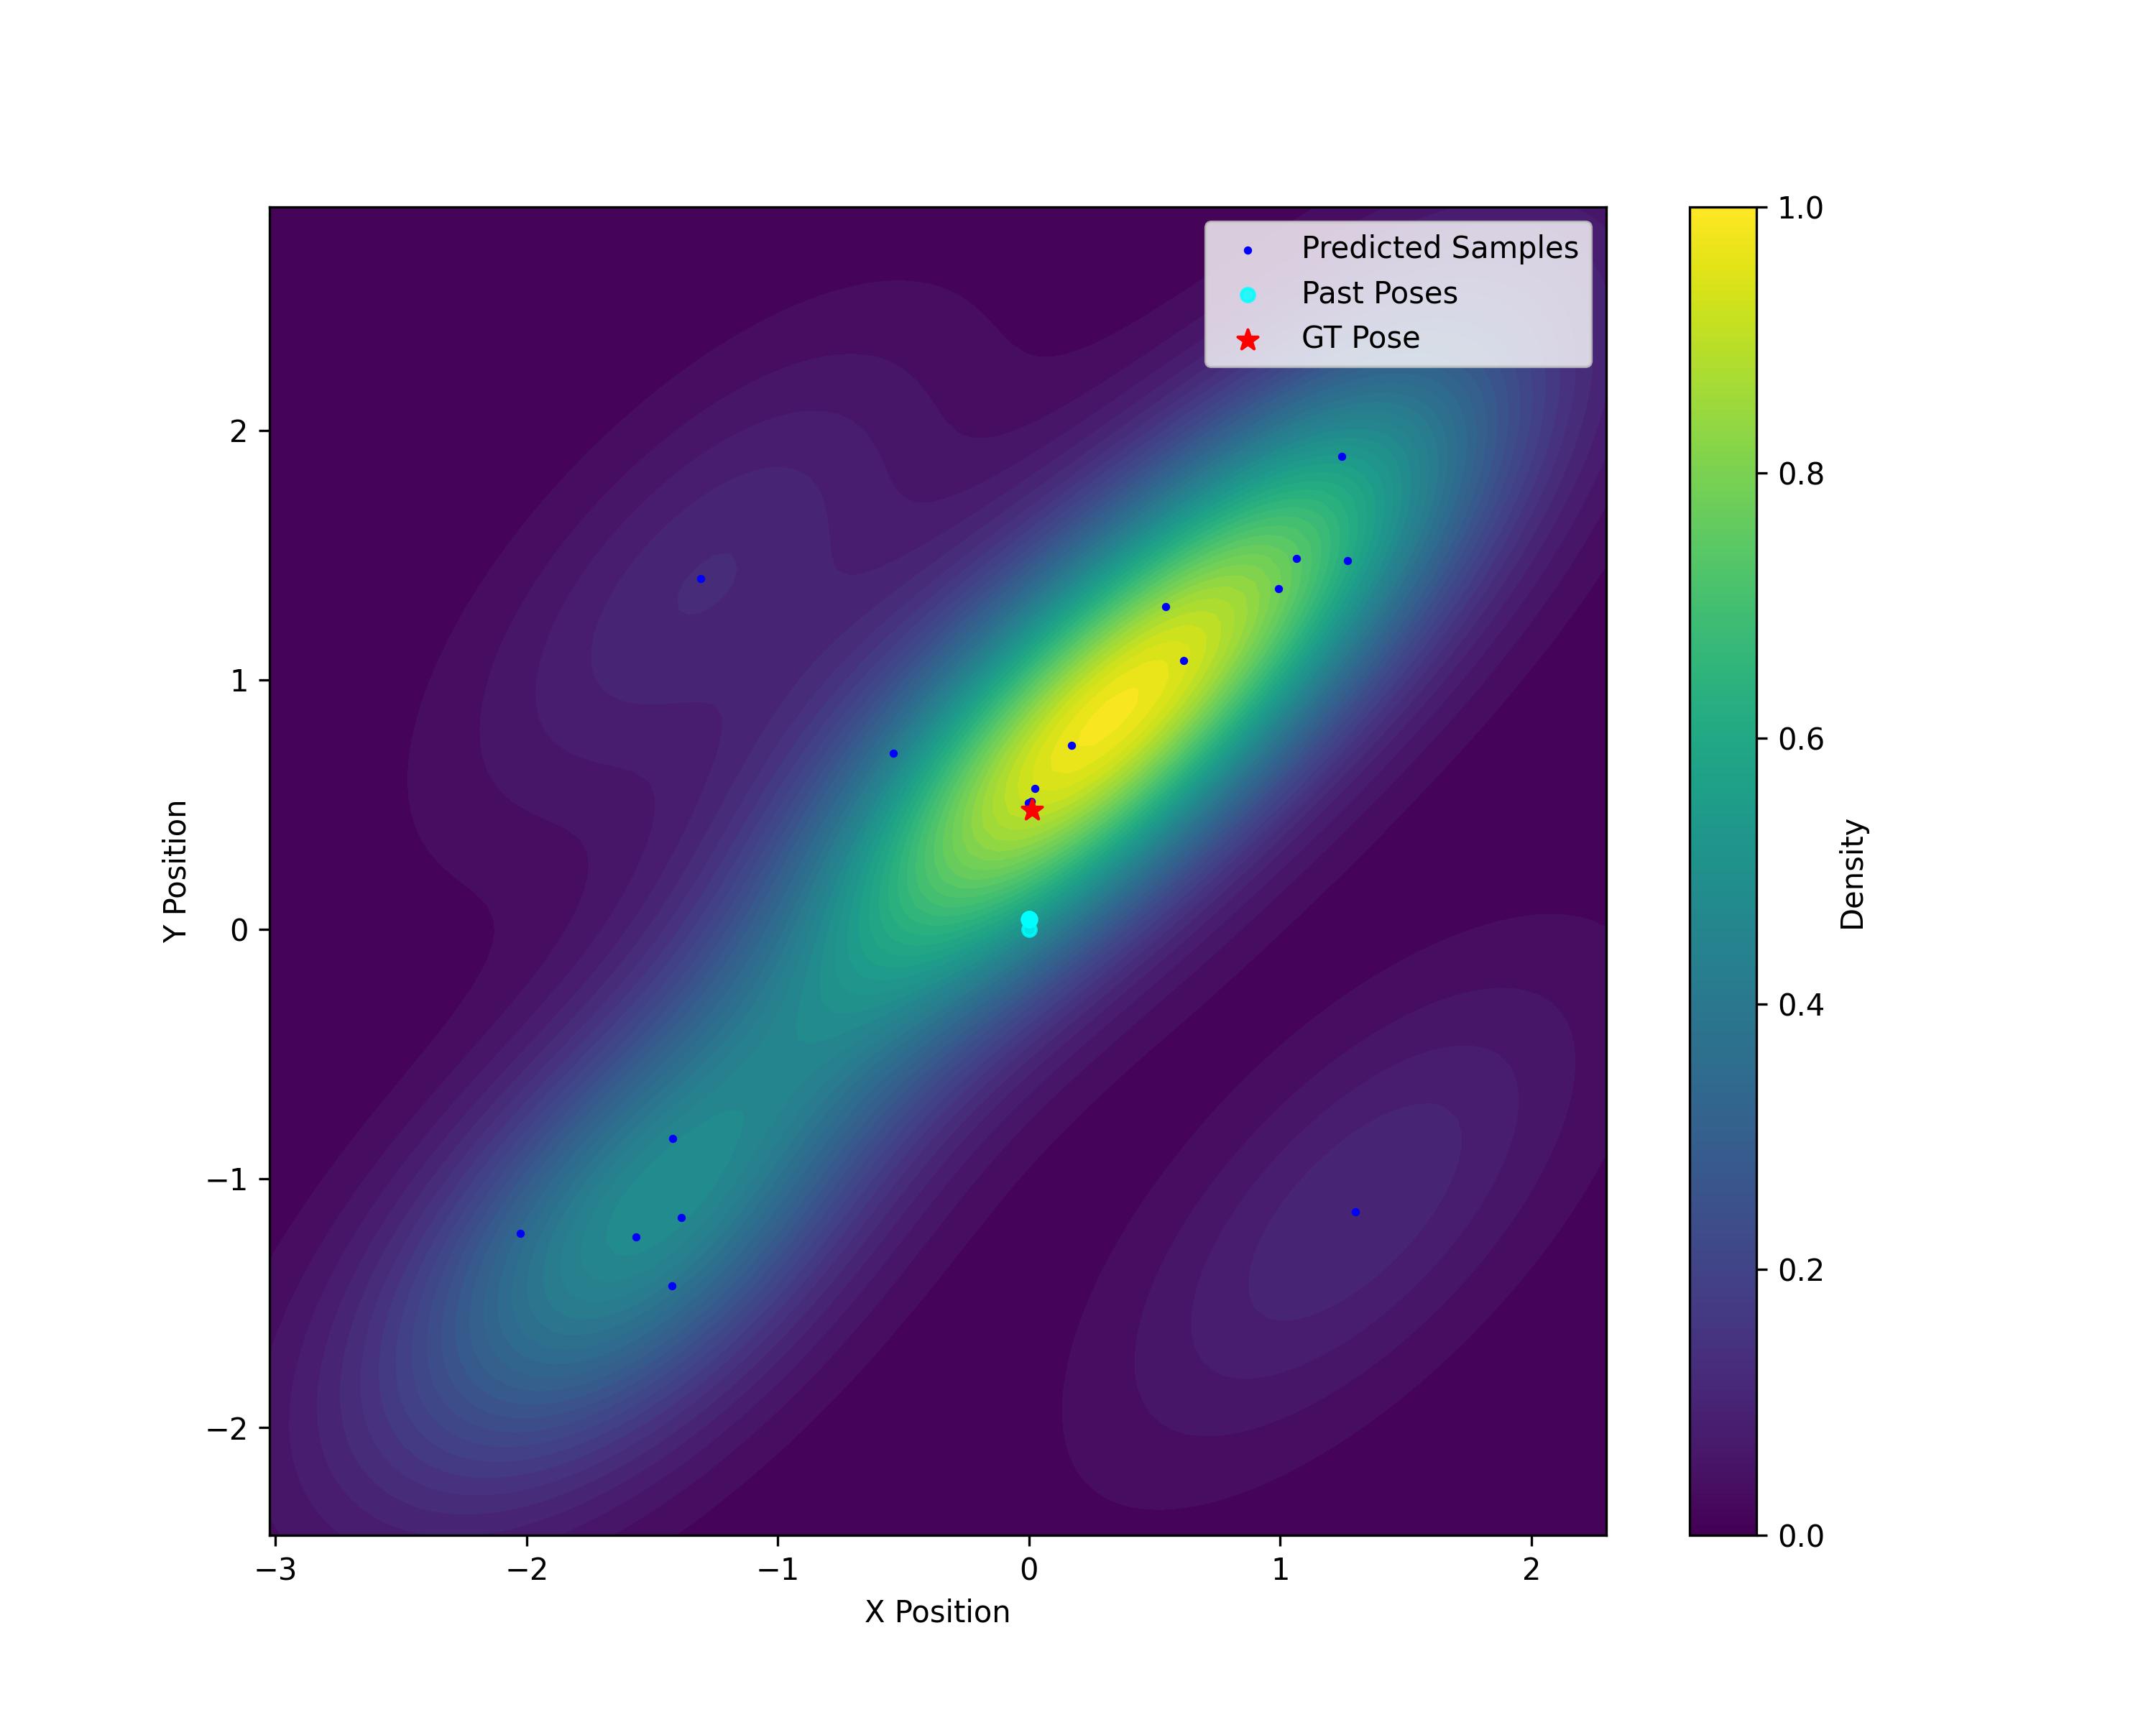 Predicted Samples
Past Poses
GT Pose
2
1
0
−1
−2
Y Position
−3
−2
−1
0
1
2
X Position
1.0
0.8
0.6
0.4
0.2
0.0
Density